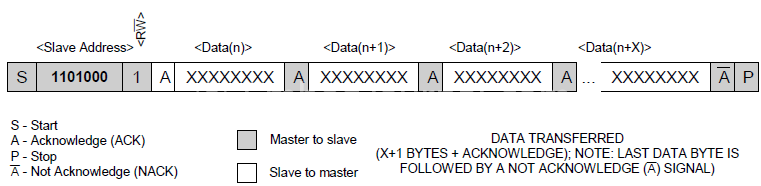 <RW̅>
<Slave Address> <Data(n)> <Data(n+1)> <Data(n+2)> <Data(n+X)>
S 1101000 1 A XXXXXXXX A XXXXXXXX A XXXXXXXX A ... XXXXXXXX A̅ P
S - Start
A - Acknowledge (ACK)
P - Stop
A̅ - Not Acknowledge (NACK)
Master to slave
Slave to master
DATA TRANSFERRED
(X+1 BYTES + ACKNOWLEDGE); NOTE: LAST DATA BYTE IS
FOLLOWED BY A NOT ACKNOWLEDGE (A̅) SIGNAL)